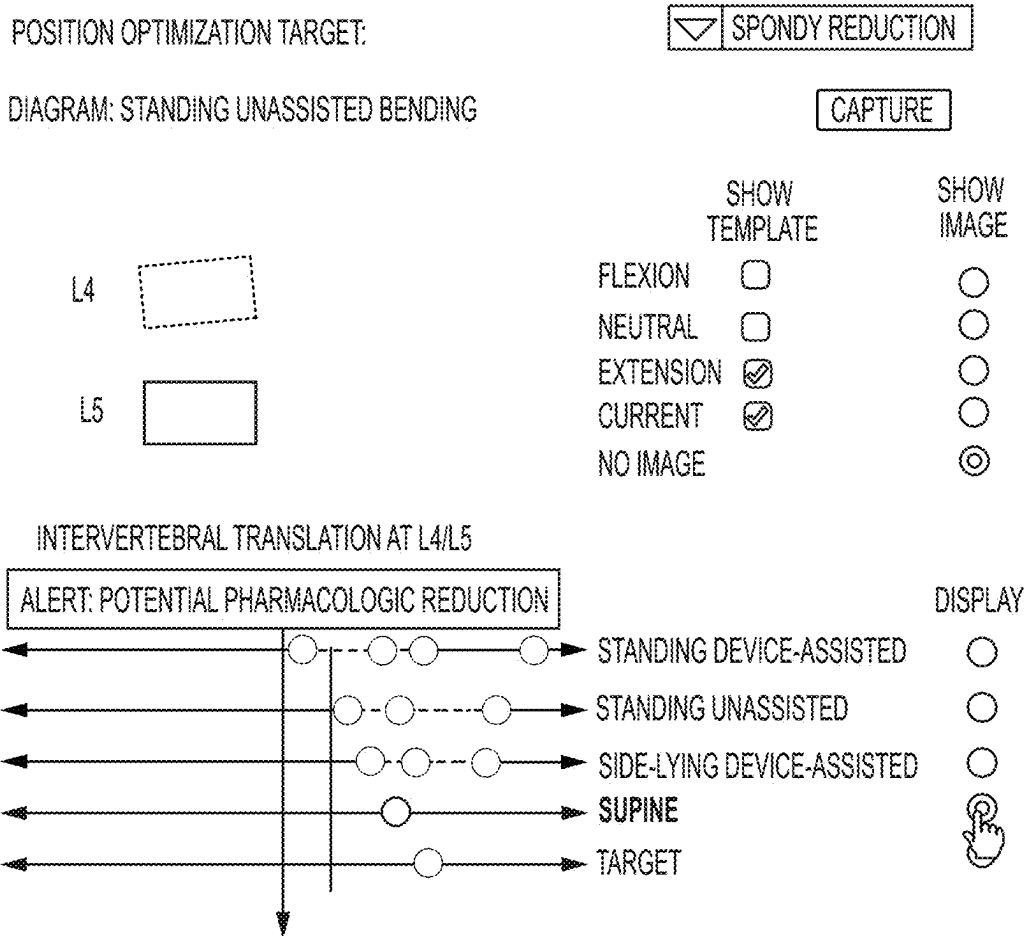 POSITION OPTIMIZATION TARGET:
SPONDY REDUCTION
DIAGRAM: STANDING UNASSISTED BENDING
CAPTURE
SHOW TEMPLATE
SHOW IMAGE
L4
L5
FLEXION
NEUTRAL
EXTENSION
CURRENT
NO IMAGE
INTERVERTEBRAL TRANSLATION AT L4/L5
ALERT: POTENTIAL PHARMACOLOGIC REDUCTION
DISPLAY
STANDING DEVICE-ASSISTED
STANDING UNASSISTED
SIDE-LYING DEVICE-ASSISTED
SUPINE
TARGET